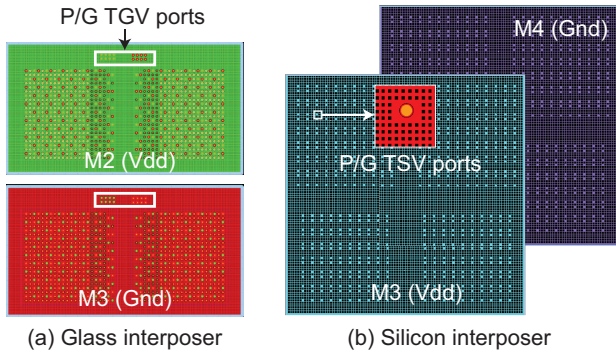 P/G TGV ports
M2 (Vdd)
M3 (Gnd)
(a) Glass interposer
M4 (Gnd)
P/G TSV ports
M3 (Vdd)
(b) Silicon interposer